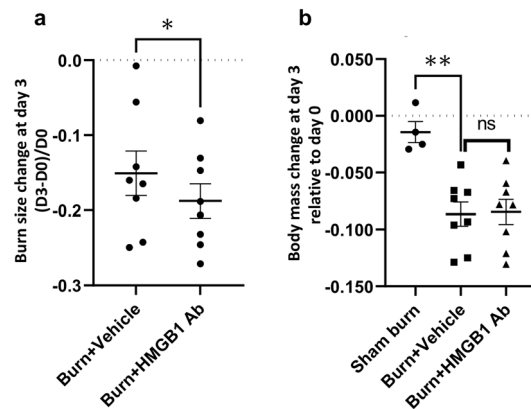 a
*
0.0
-0.1
-0.2
-0.3
Burn size change at day 3
(D3-D0)/D0
Burn+Vehicle
Burn+HMGB1 Ab
b
**
ns
0.050
0.000
-0.050
-0.100
-0.150
Body mass change at day 3
relative to day 0
Sham burn
Burn+Vehicle
Burn+HMGB1 Ab